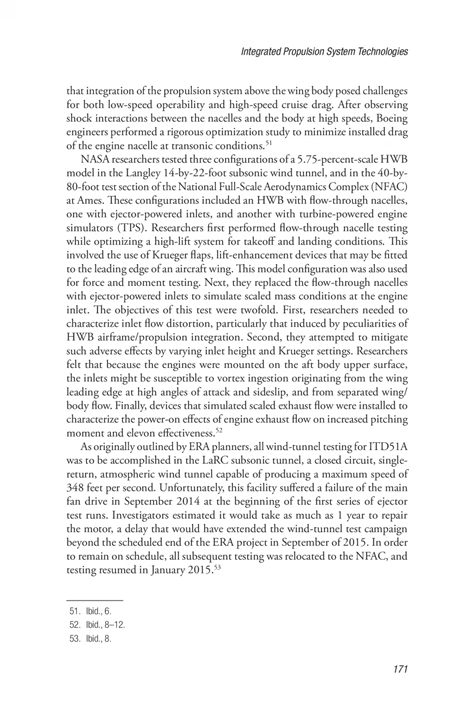 Integrated Propulsion System Technologies
that integration of the propulsion system above the wing body posed challenges
for both low-speed operability and high-speed cruise drag. After observing
shock interactions between the nacelles and the body at high speeds, Boeing
engineers performed a rigorous optimization study to minimize installed drag
of the engine nacelle at transonic conditions.51
NASA researchers tested three configurations of a 5.75-percent-scale HWB
model in the Langley 14-by-22-foot subsonic wind tunnel, and in the 40-by-
80-foot test section of the National Full-Scale Aerodynamics Complex (NFAC)
at Ames. These configurations included an HWB with flow-through nacelles,
one with ejector-powered inlets, and another with turbine-powered engine
simulators (TPS). Researchers first performed flow-through nacelle testing
while optimizing a high-lift system for takeoff and landing conditions. This
involved the use of Krueger flaps, lift-enhancement devices that may be fitted
to the leading edge of an aircraft wing. This model configuration was also used
for force and moment testing. Next, they replaced the flow-through nacelles
with ejector-powered inlets to simulate scaled mass conditions at the engine
inlet. The objectives of this test were twofold. First, researchers needed to
characterize inlet flow distortion, particularly that induced by peculiarities of
HWB airframe/propulsion integration. Second, they attempted to mitigate
such adverse effects by varying inlet height and Krueger settings. Researchers
felt that because the engines were mounted on the aft body upper surface,
the inlets might be susceptible to vortex ingestion originating from the wing
leading edge at high angles of attack and sideslip, and from separated wing/
body flow. Finally, devices that simulated scaled exhaust flow were installed to
characterize the power-on effects of engine exhaust flow on increased pitching
moment and elevon effectiveness.52
As originally outlined by ERA planners, all wind-tunnel testing for ITD51A
was to be accomplished in the LaRC subsonic tunnel, a closed circuit, single-
return, atmospheric wind tunnel capable of producing a maximum speed of
348 feet per second. Unfortunately, this facility suffered a failure of the main
fan drive in September 2014 at the beginning of the first series of ejector
test runs. Investigators estimated it would take as much as 1 year to repair
the motor, a delay that would have extended the wind-tunnel test campaign
beyond the scheduled end of the ERA project in September of 2015. In order
to remain on schedule, all subsequent testing was relocated to the NFAC, and
testing resumed in January 2015.53
51. Ibid., 6.
52. Ibid., 8–12.
53. Ibid., 8.
171